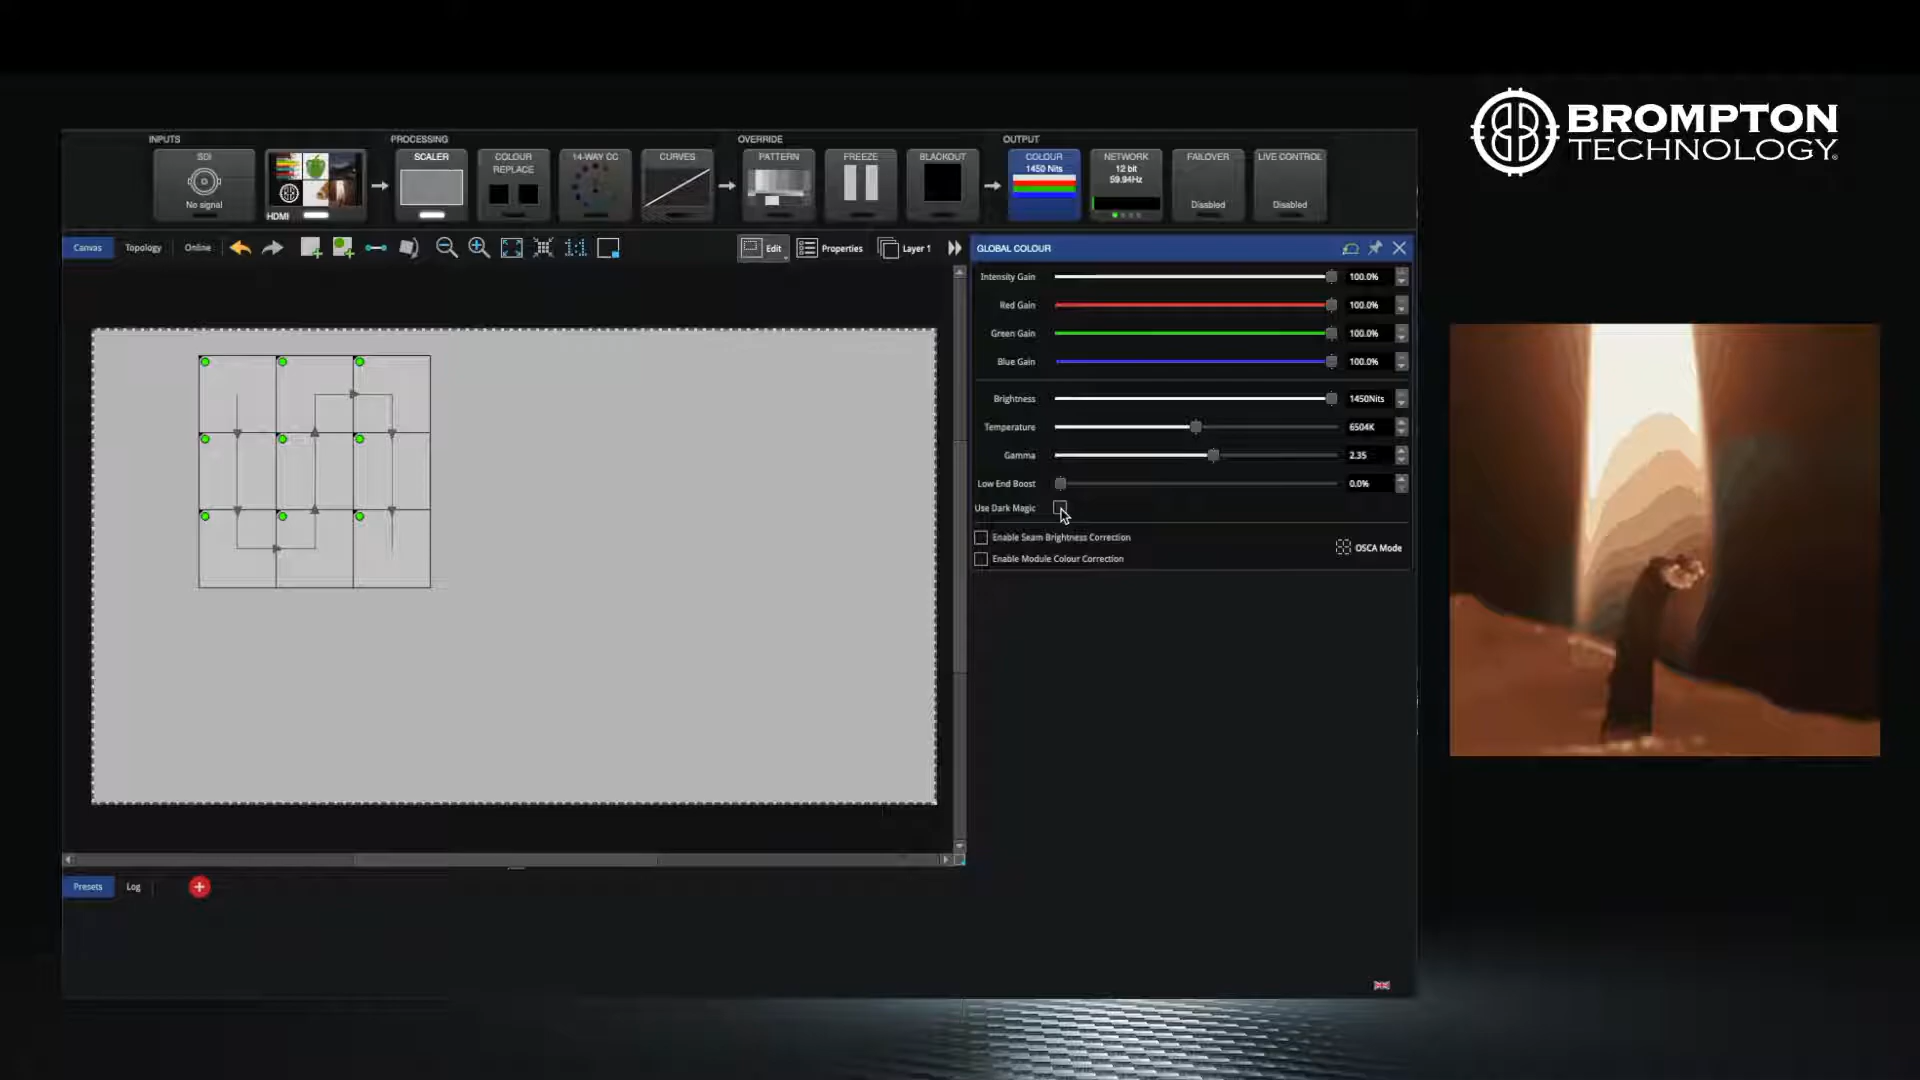 BROMPTON
TECHNOLOGY
INPUTS
PROCESSING
OVERRIDE
OUTPUT
SDI
No signal
HDMI
SCALER
COLOUR
REPLACE
14-WAY CC
CURVES
PATTERN
FREEZE
BLACKOUT
COLOUR
1450 Nits
NETWORK
12 bit
59.94Hz
FAILOVER
Disabled
LIVE CONTROL
Disabled
Canvas
Topology
Online
1:1
Edit
Properties
Layer 1
GLOBAL COLOUR
Intensity Gain 100.0%
Red Gain 100.0%
Green Gain 100.0%
Blue Gain 100.0%
Brightness 1450Nits
Temperature 6504K
Gamma 2.35
Low End Boost 0.0%
Use Dark Magic
Enable Seam Brightness Correction
Enable Module Colour Correction
OSCA Mode
Presets
Log